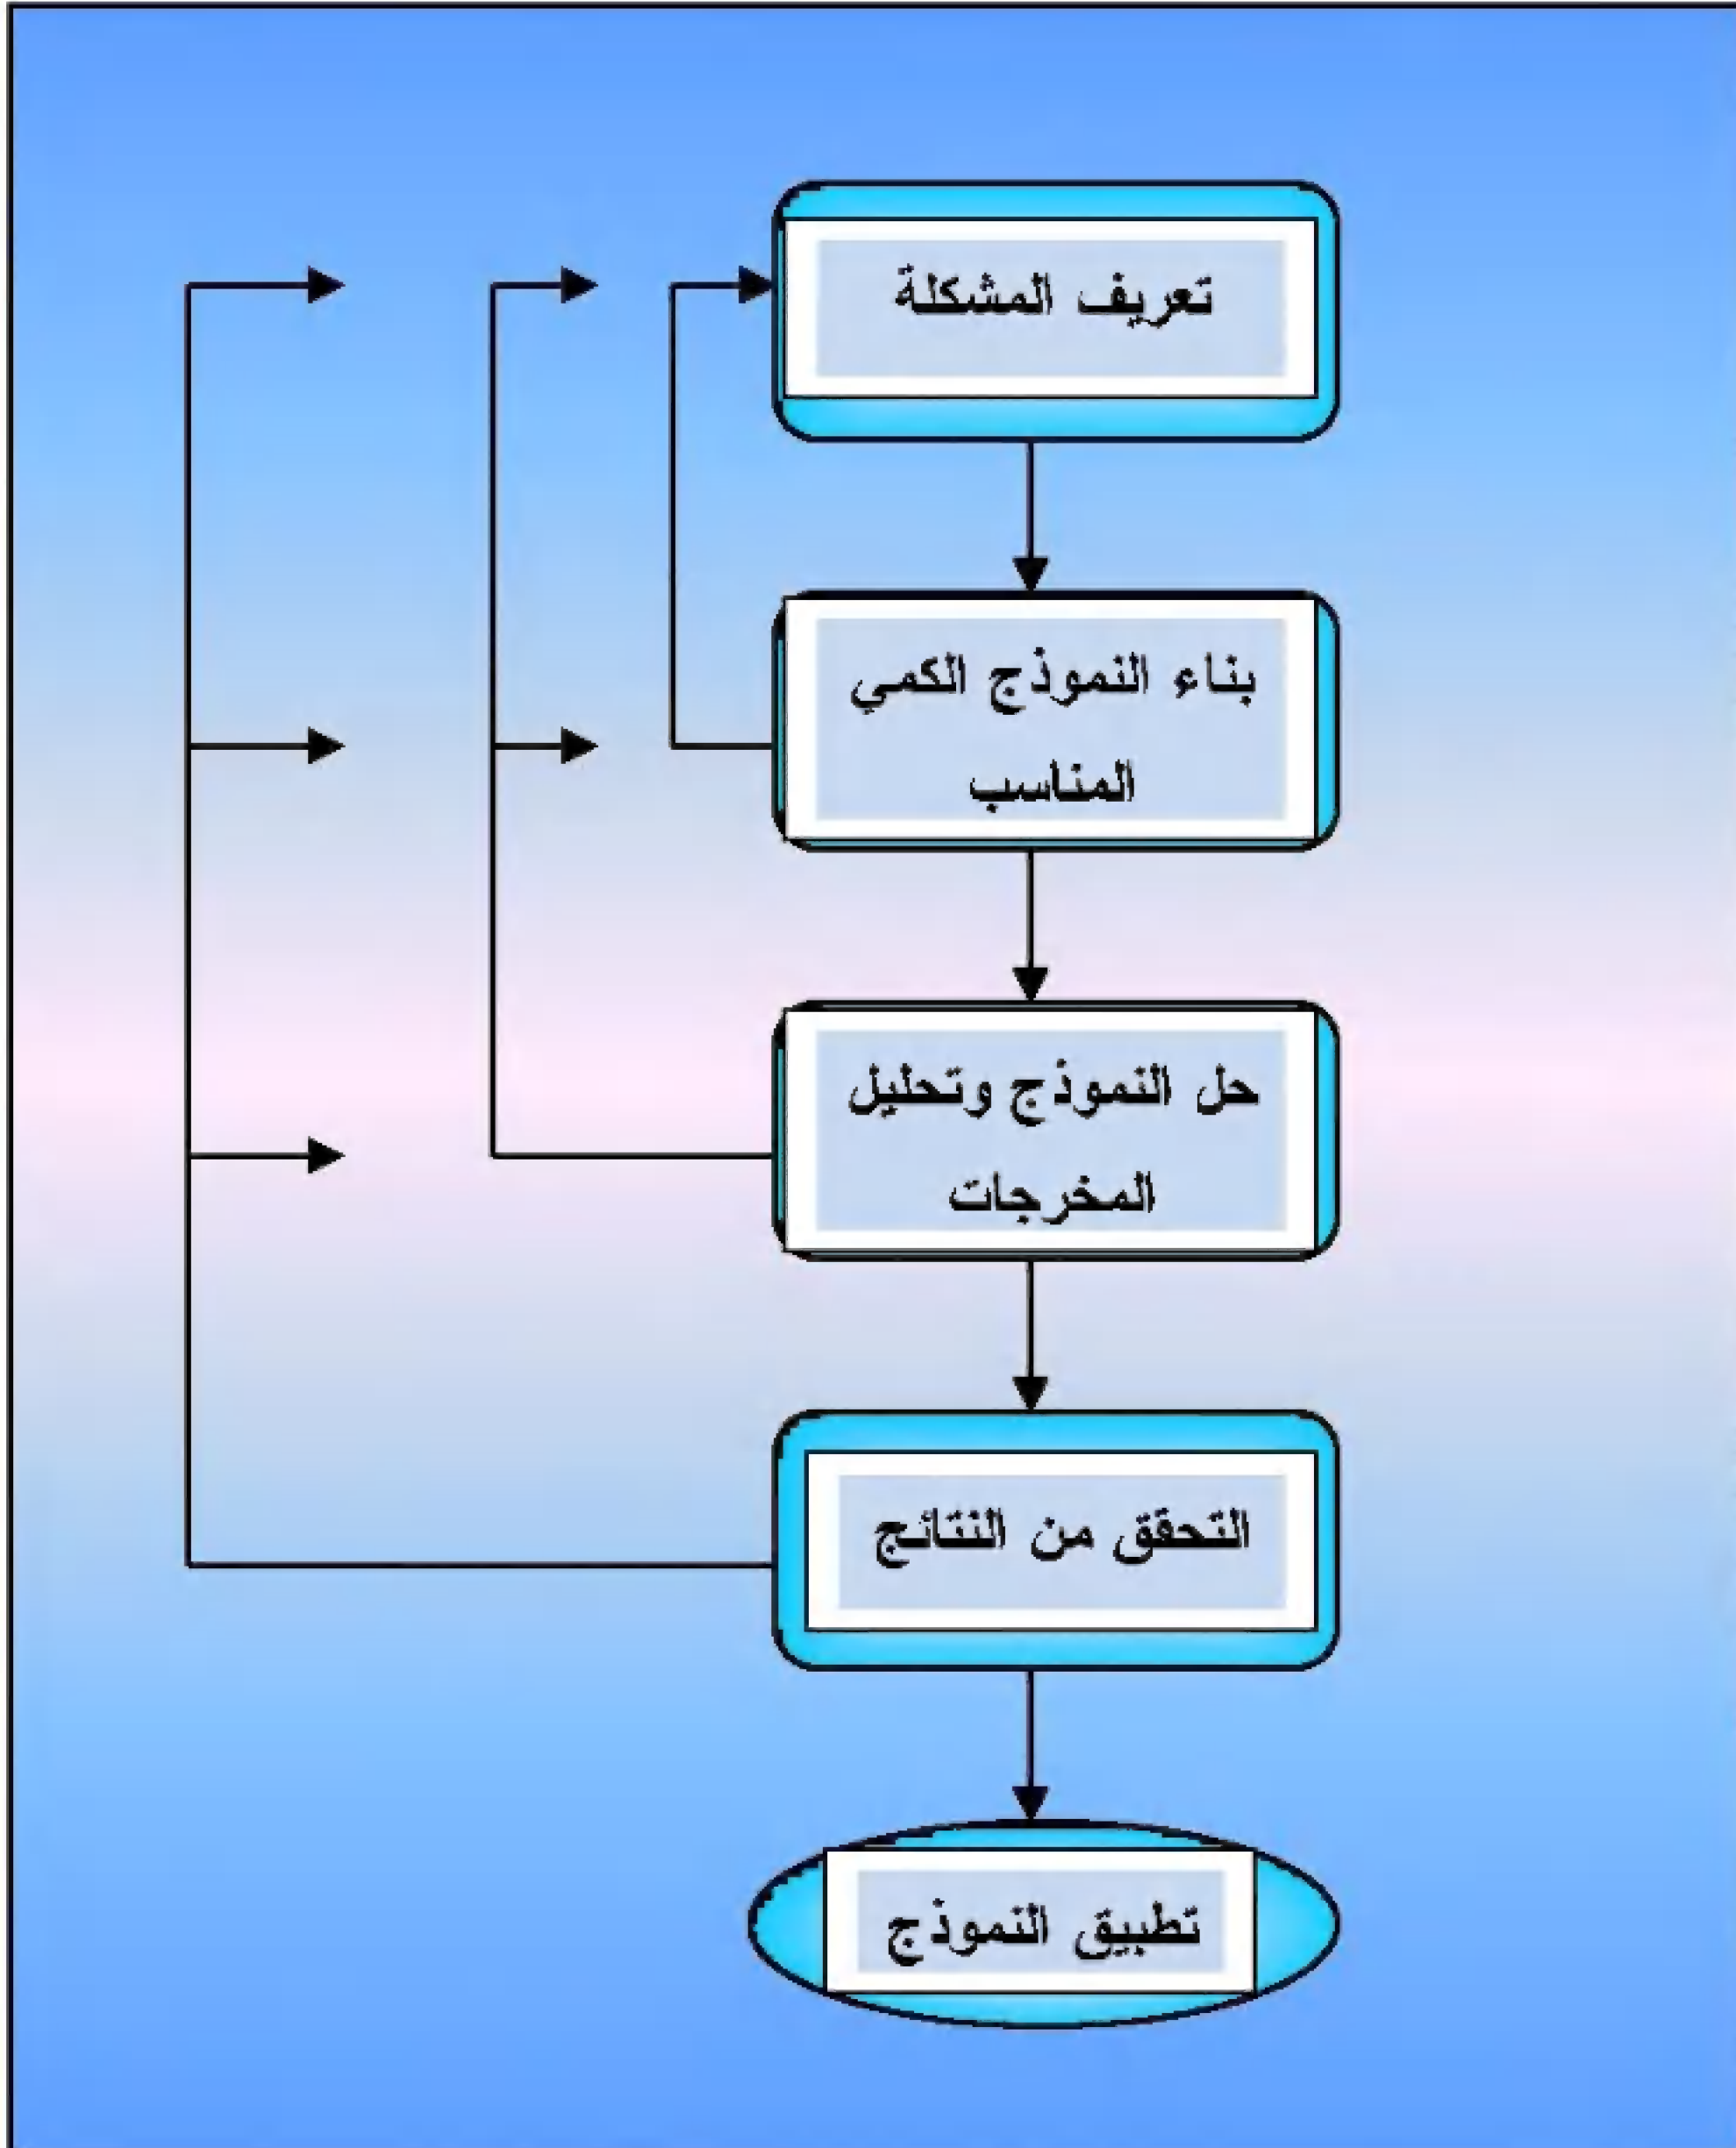 تعريف المشكلة
بناء النموذج الكمي
المناسب
حل النموذج وتحليل
المخرجات
التحقق من النتائج
تطبيق النموذج